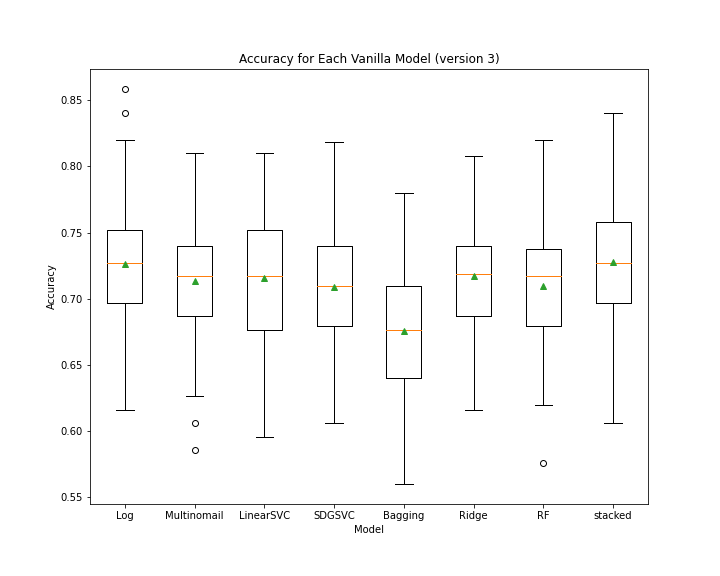 Accuracy for Each Vanilla Model (version 3)
0.85
0.80
0.75
0.70
0.65
0.60
0.55
Accuracy
Log Multinomail LinearSVC SDGSVC Bagging Ridge RF stacked
Model